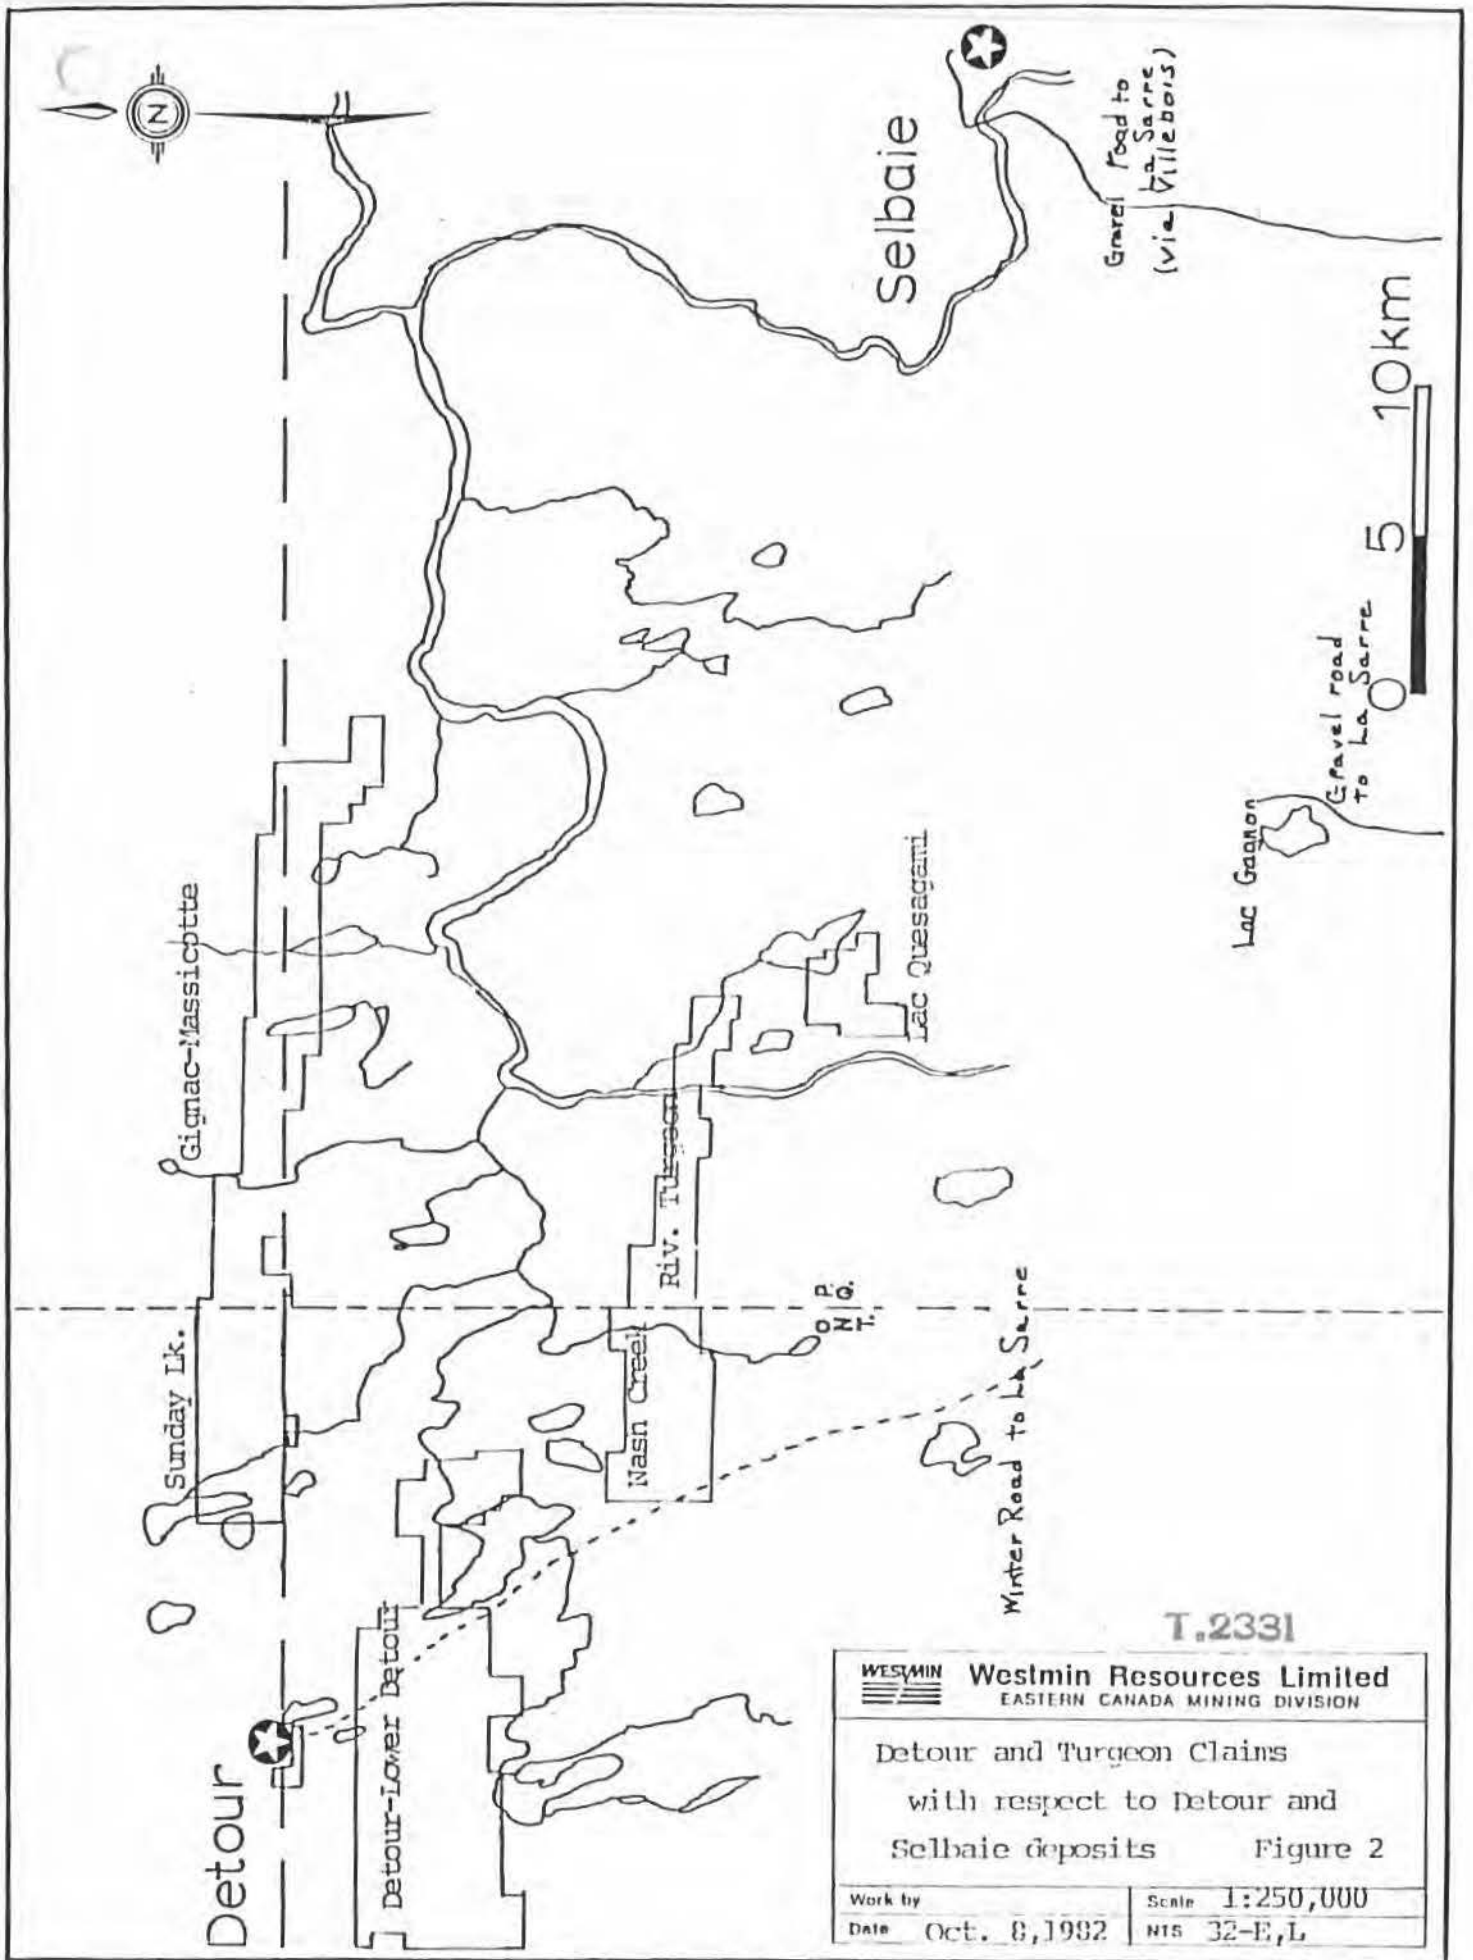 N
Selbaie
Gravel road to
La Sarre
(via Villebois)
10km
5
0
Gravel road
to La Sarre
Lac Gagnon
Gignac-Massicotte
Lac Quesagami
Riv. Turgeon
Sunday Lk.
Nash Creek
P.Q.
ONT.
Winter Road to La Sarre
Detour
Detour-Lower Detour
T.2331
WESTMIN
Westmin Resources Limited
EASTERN CANADA MINING DIVISION
Detour and Turgeon Claims
with respect to Detour and
Selbaie deposits Figure 2
Work by
Scale 1:250,000
Date Oct. 8,1982
NTS 32-E,L